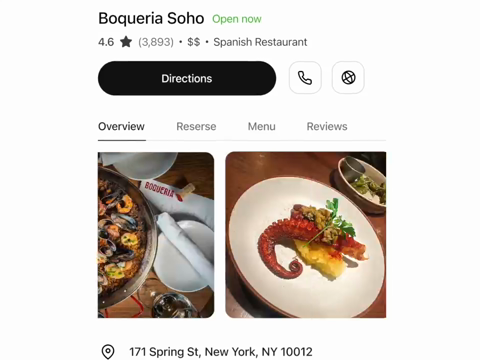 Boqueria Soho Open now
4.6 ★ (3,893) • $$ • Spanish Restaurant
Directions
Overview Reserse Menu Reviews
BOQUERIA
171 Spring St, New York, NY 10012